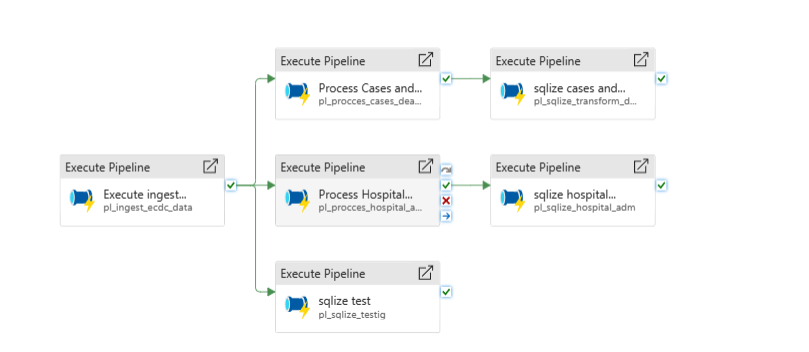 Execute Pipeline
Process Cases and...
pl_procces_cases_dea...
Execute Pipeline
sqlize cases and...
pl_sqlize_transform_d...
Execute Pipeline
Execute ingest...
pl_ingest_ecdc_data
Execute Pipeline
Process Hospital...
pl_procces_hospital_a...
Execute Pipeline
sqlize hospital...
pl_sqlize_hospital_adm
Execute Pipeline
sqlize test
pl_sqlize_testig